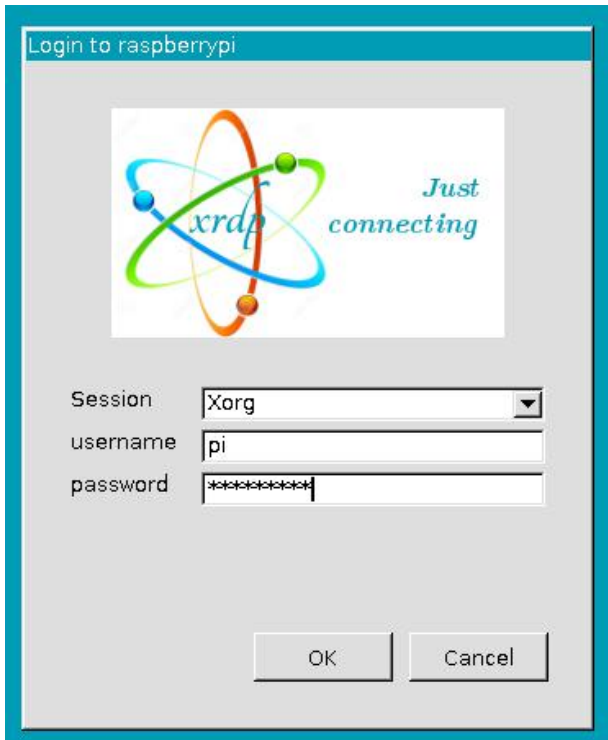 Login to raspberrypi
xrdp
Just
connecting
Session
Xorg
username
pi
password
*********
OK
Cancel